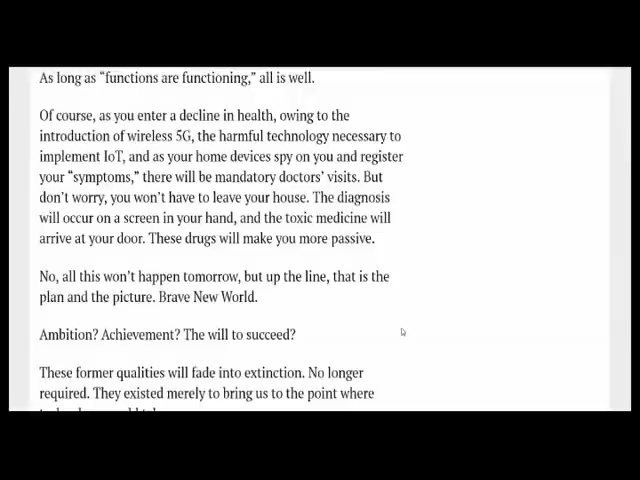 As long as “functions are functioning,” all is well.
Of course, as you enter a decline in health, owing to the
introduction of wireless 5G, the harmful technology necessary to
implement IoT, and as your home devices spy on you and register
your “symptoms,” there will be mandatory doctors’ visits. But
don’t worry, you won’t have to leave your house. The diagnosis
will occur on a screen in your hand, and the toxic medicine will
arrive at your door. These drugs will make you more passive.
No, all this won’t happen tomorrow, but up the line, that is the
plan and the picture. Brave New World.
Ambition? Achievement? The will to succeed?
These former qualities will fade into extinction. No longer
required. They existed merely to bring us to the point where